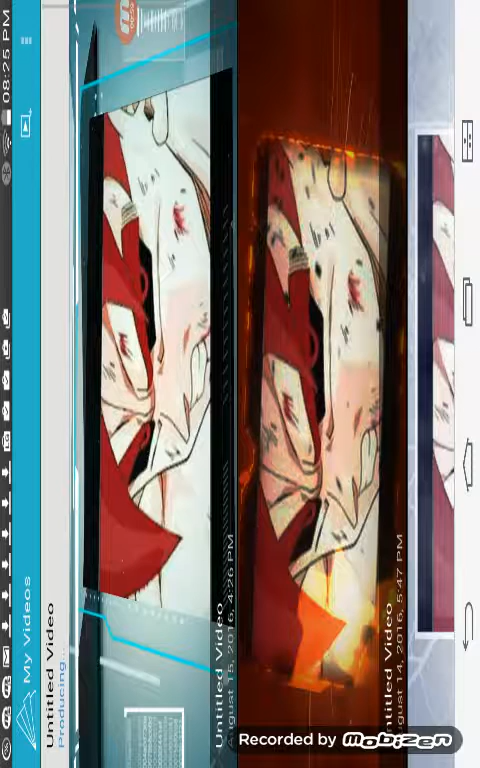 08:25 PM
My Videos
Untitled Video
Producing...
Untitled Video
August 15, 2016, 4:26 PM
Untitled Video
August 14, 2016, 5:47 PM
Recorded by Mobizen